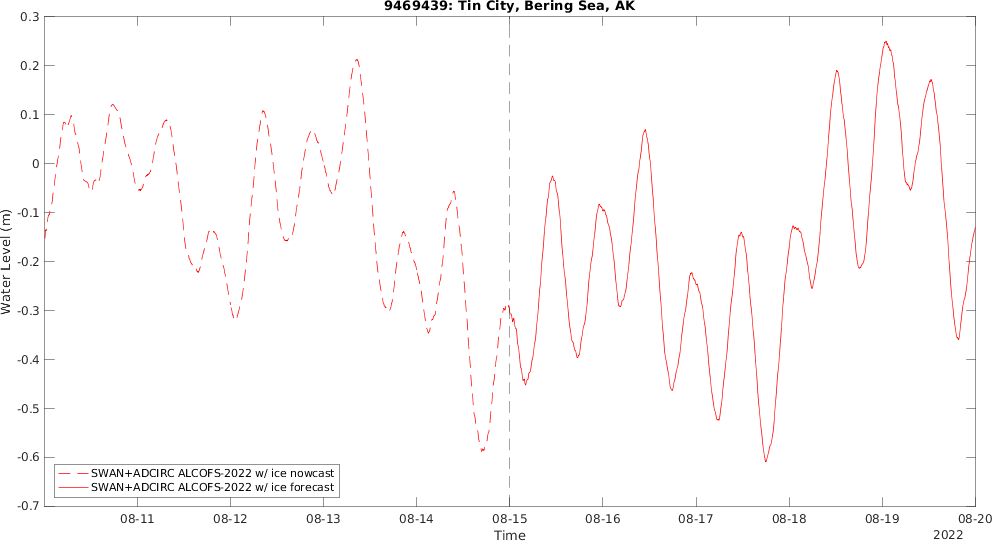 9469439: Tin City, Bering Sea, AK
0.3
0.2
0.1
0
-0.1
-0.2
-0.3
-0.4
-0.5
-0.6
-0.7
Water Level (m)
SWAN+ADCIRC ALCOFS-2022 w/ ice nowcast
SWAN+ADCIRC ALCOFS-2022 w/ ice forecast
08-11 08-12 08-13 08-14 08-15 08-16 08-17 08-18 08-19 08-20
Time
2022